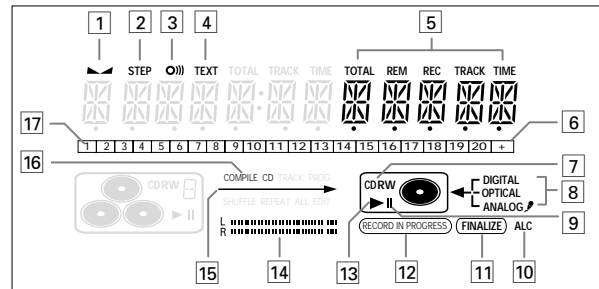 1 2 3 4 5
STEP TEXT TOTAL TRACK TIME TOTAL REM REC TRACK TIME
17 6
1 2 3 4 5 6 7 8 9 10 11 12 13 14 15 16 17 18 19 20 +
16 7
COMPILE CD TRACK PROG
CDRW CDRW DIGITAL
OPTICAL 8
ANALOG
SHUFFLE REPEAT ALL EDIT 9
L
R
RECORD IN PROGRESS FINALIZE ALC
15 14 13 12 11 10